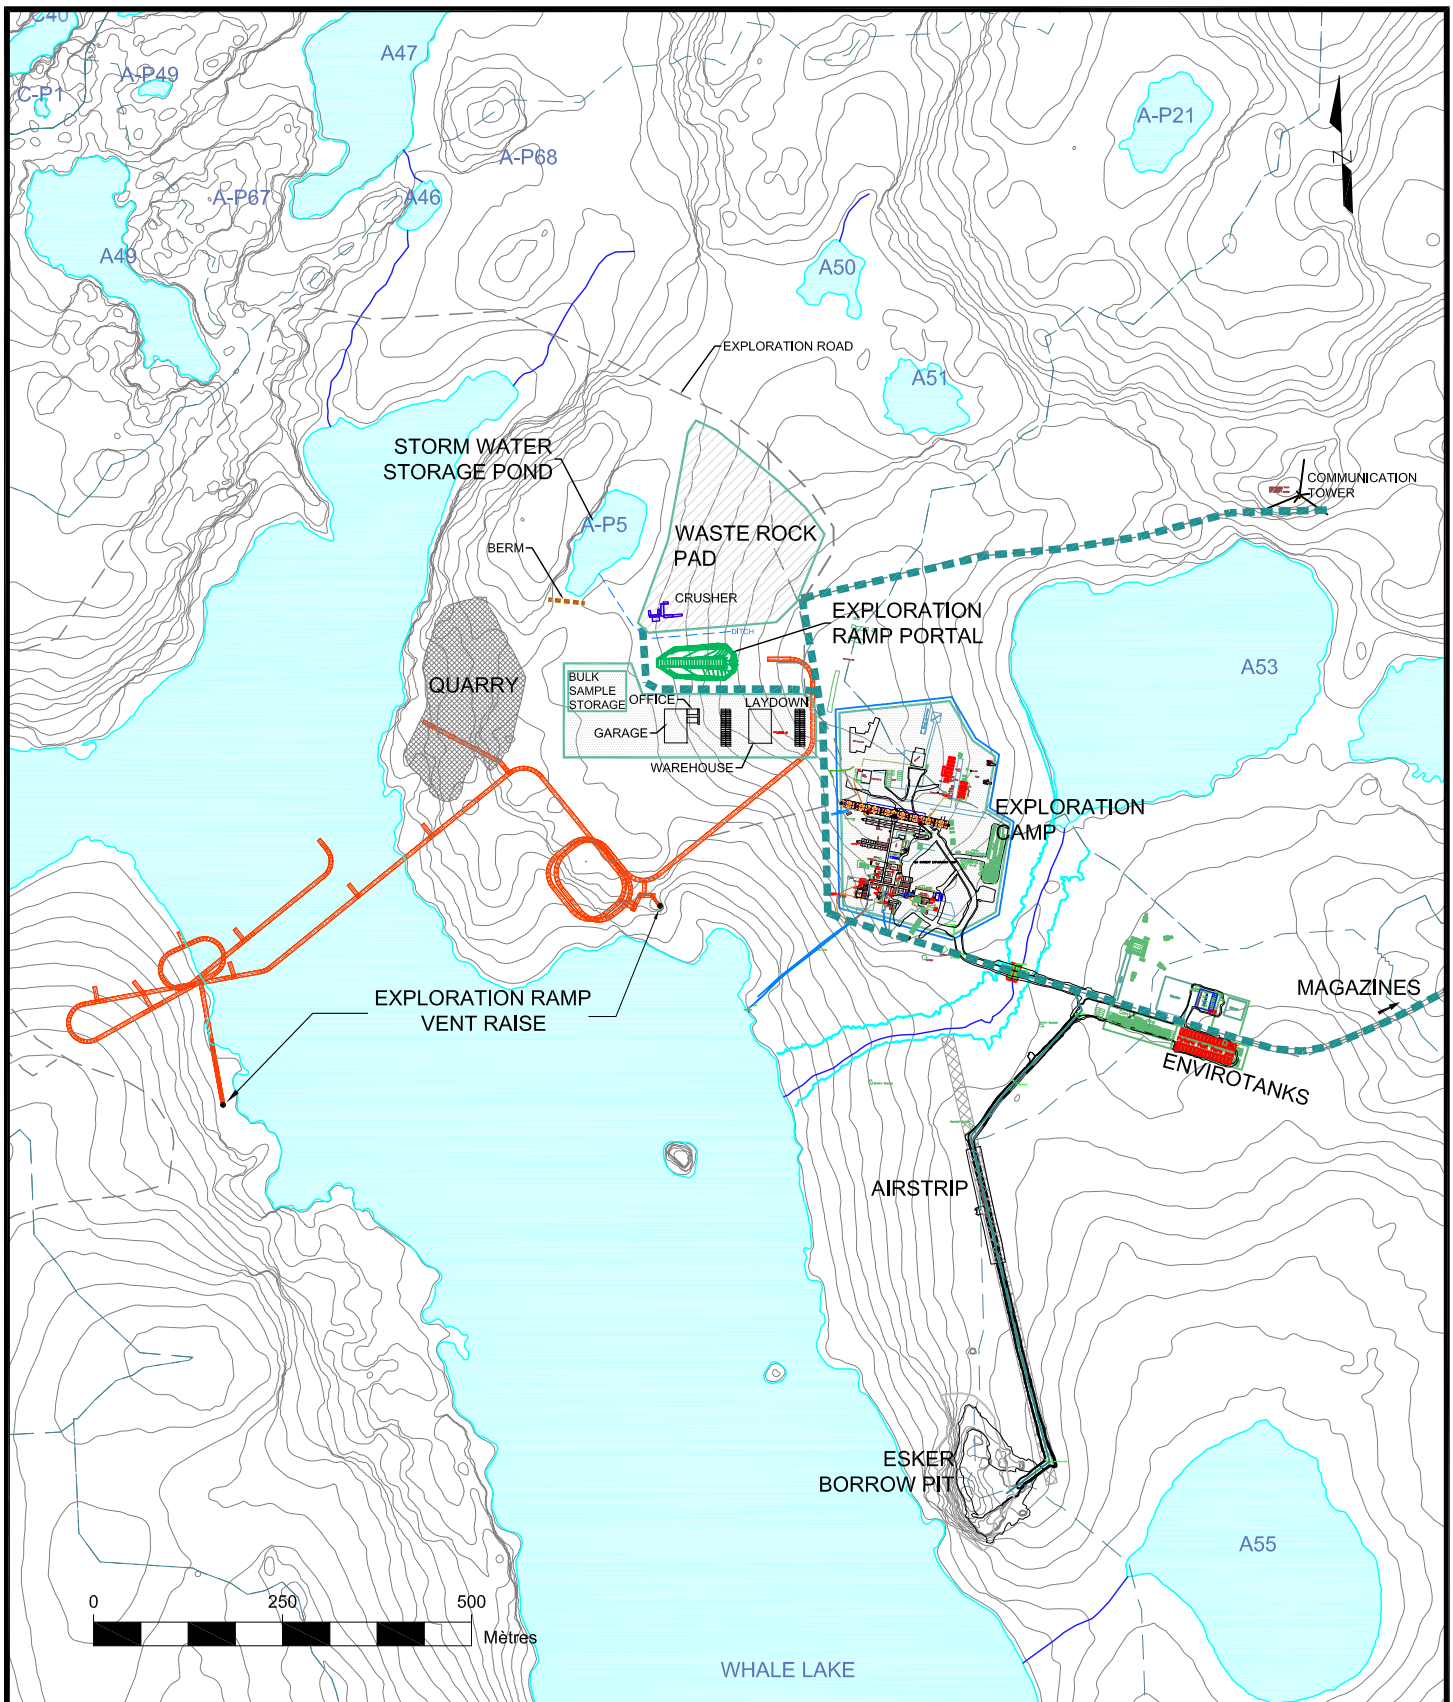 C40
A47
A-P49
C-P1
A-P21
A-P68
A-P67
A46
A49
A50
N
EXPLORATION ROAD
A51
STORM WATER
STORAGE POND
COMMUNICATION
TOWER
A-P5
WASTE ROCK
PAD
BERM
CRUSHER
EXPLORATION
RAMP PORTAL
DITCH
A53
QUARRY
BULK
SAMPLE
STORAGE
OFFICE
LAYDOWN
GARAGE
WAREHOUSE
EXPLORATION
CAMP
EXPLORATION RAMP
VENT RAISE
MAGAZINES
ENVIROTANKS
AIRSTRIP
ESKER
BORROW PIT
A55
0 250 500
Mètres
WHALE LAKE